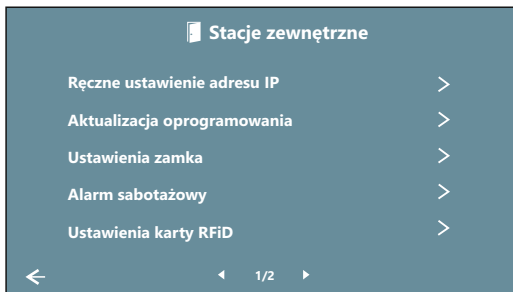 Stacje zewnętrzne
Ręczne ustawienie adresu IP
Aktualizacja oprogramowania
Ustawienia zamka
Alarm sabotażowy
Ustawienia karty RFiD
1/2